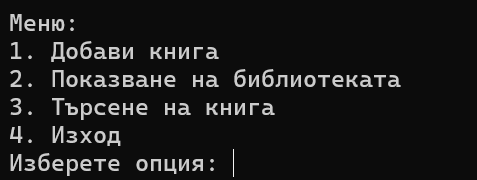 Меню:
1. Добави книга
2. Показване на библиотеката
3. Търсене на книга
4. Изход
Изберете опция: